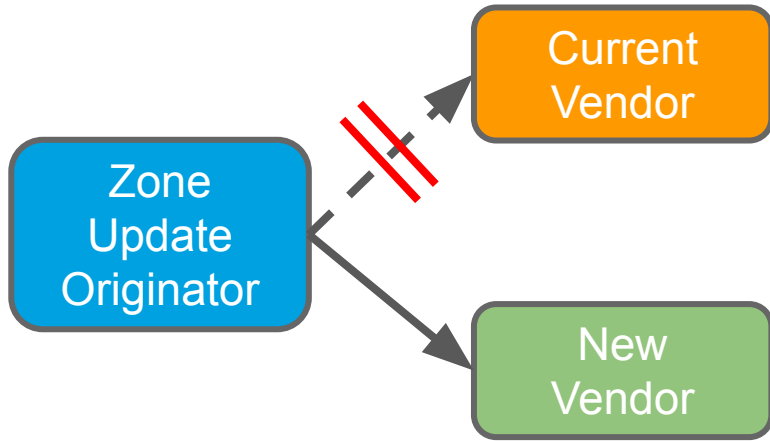 Current
Vendor
Zone
Update
Originator
New
Vendor